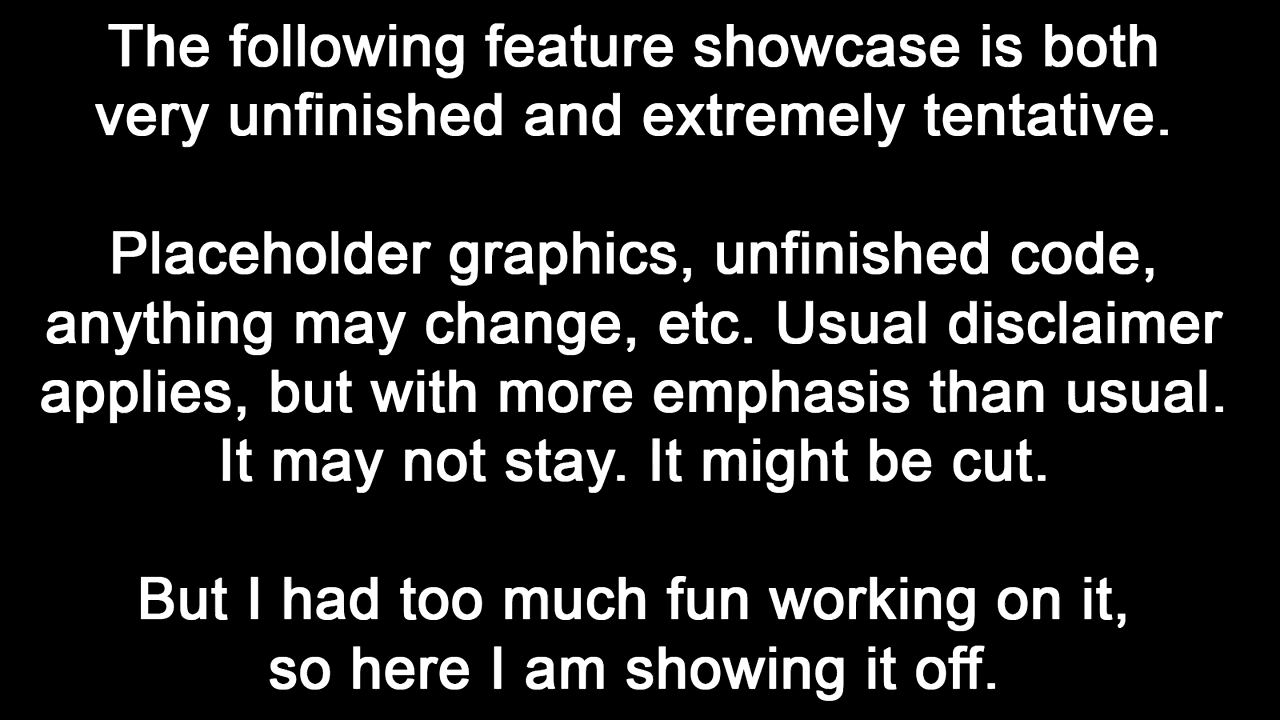 The following feature showcase is both
very unfinished and extremely tentative.
Placeholder graphics, unfinished code,
anything may change, etc. Usual disclaimer
applies, but with more emphasis than usual.
It may not stay. It might be cut.
But I had too much fun working on it,
so here I am showing it off.